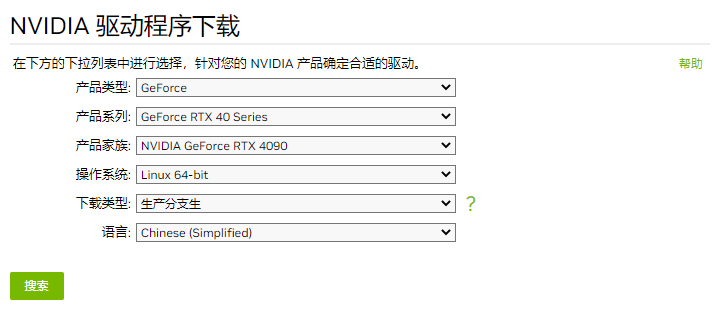 NVIDIA 驱动程序下载
在下方的下拉列表中进行选择，针对您的 NVIDIA 产品确定合适的驱动。 帮助
产品类型: GeForce
产品系列: GeForce RTX 40 Series
产品家族: NVIDIA GeForce RTX 4090
操作系统: Linux 64-bit
下载类型: 生产分支生 ?
语言: Chinese (Simplified)
搜索